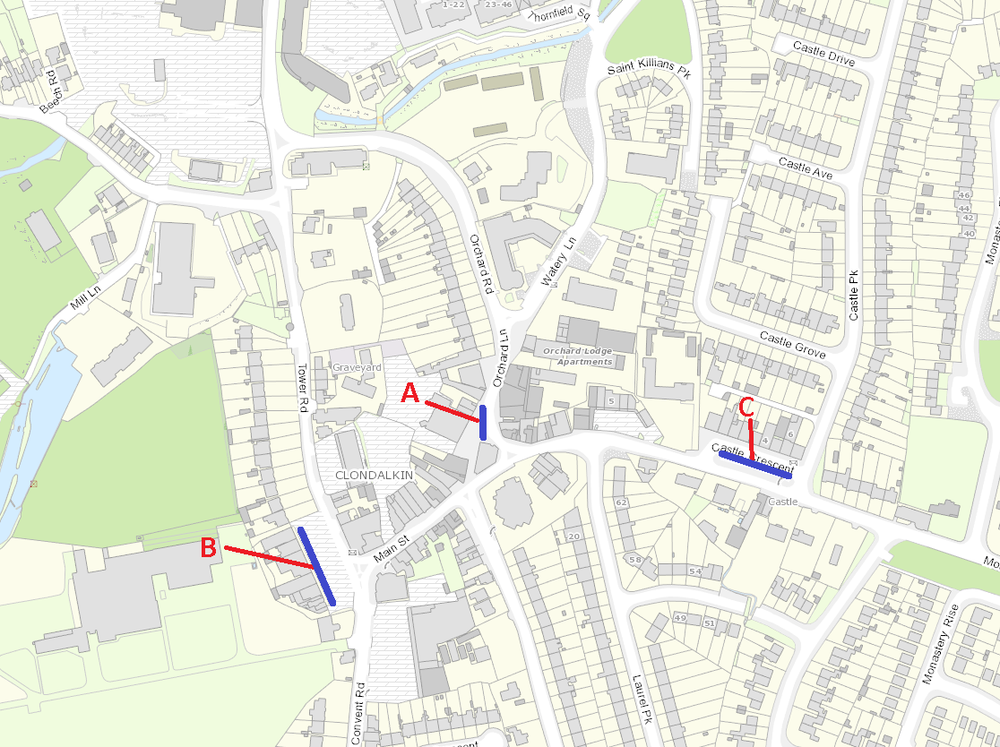 1-22
23-46
Thornfield Sq
Beech Rd
Saint Killians Pk
Castle Drive
Castle Ave
46
44
42
40
Orchard Rd
Watery Ln
Mill Ln
Castle Pk
Castle Grove
Orchard Lodge
Apartments
Orchard Ln
Graveyard
Tower Rd
A
5
C
6
4
Castle Crescent
CLONDALKIN
Castle
62
B
Main St
20
58
54
49
51
Monastery Rise
Laurel Pk
Convent Rd